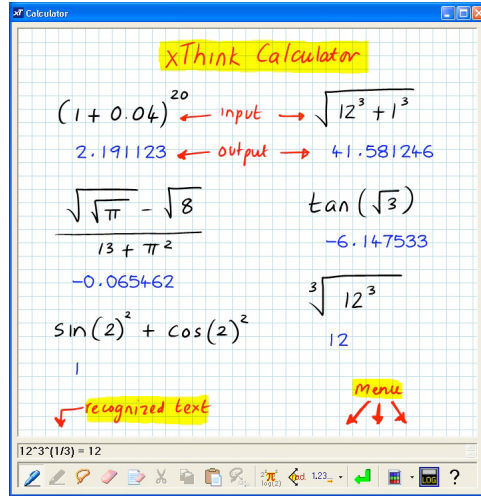 xT Calculator
xThink Calculator
(1 + 0.04)^20 ← input → √(12³ + 1³)
2.191123 ← output → 41.581246
(√√π − √8) / (13 + π²)
-0.065462
tan(√3)
-6.147533
∛(12³)
12
sin(2)² + cos(2)²
1
recognized text
Menu
12^3^(1/3) = 12
LOG ?